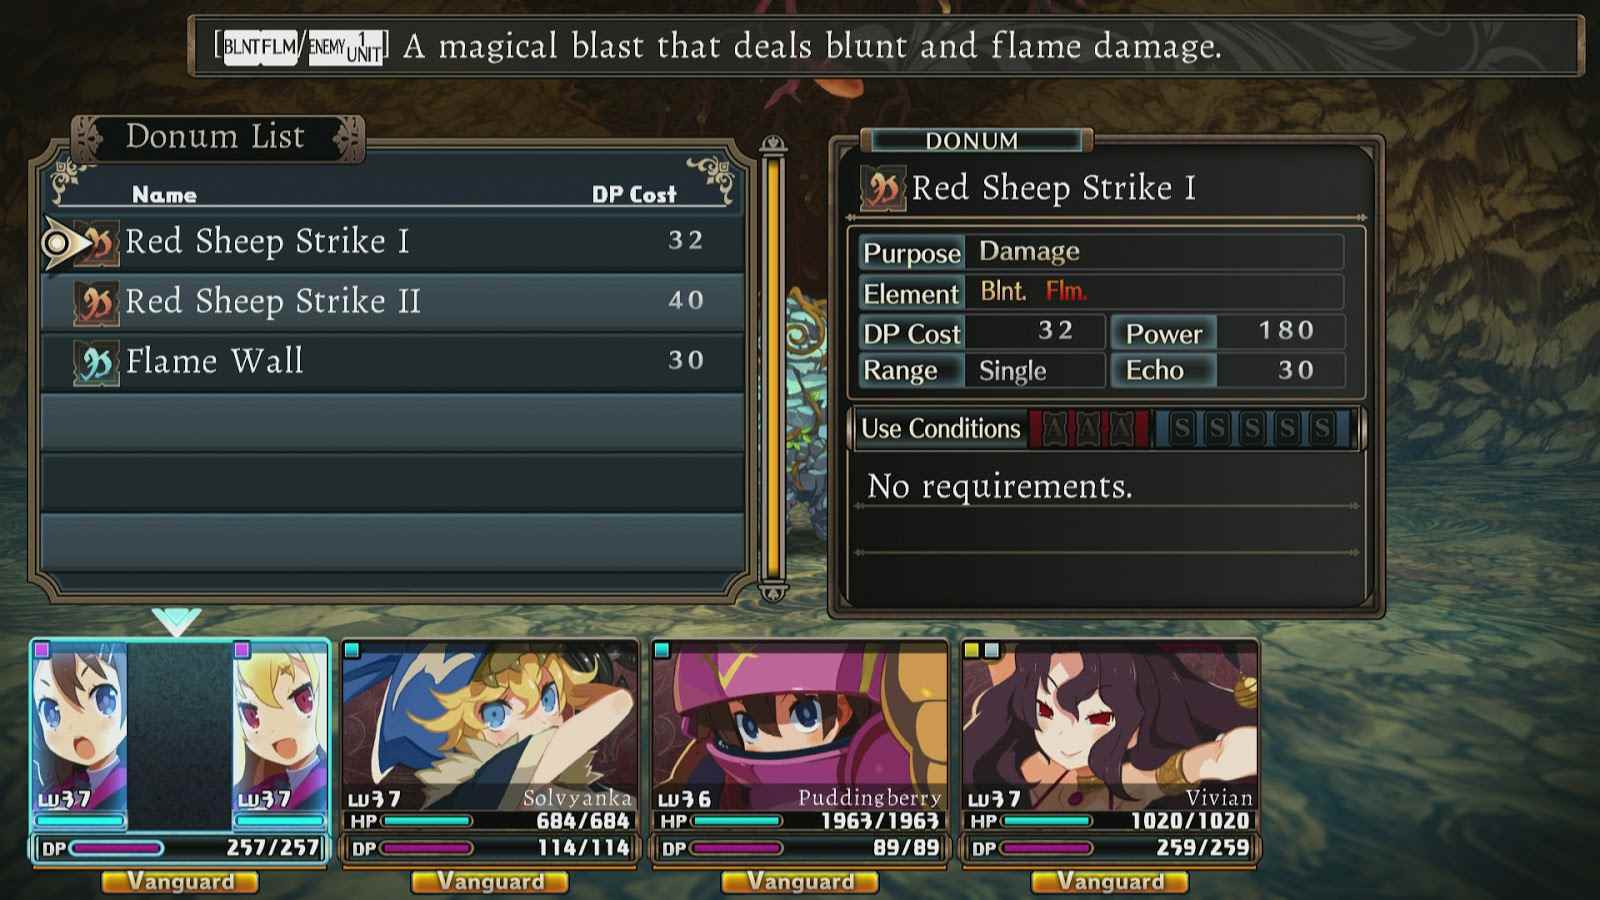 [BLNTFLM/ENEMY 1 UNIT] A magical blast that deals blunt and flame damage.
Donum List
Name DP Cost
Red Sheep Strike I 32
Red Sheep Strike II 40
Flame Wall 30
DONUM
Red Sheep Strike I
Purpose Damage
Element Blnt. Flm.
DP Cost 32 Power 180
Range Single Echo 30
Use Conditions A A A S S S S S
No requirements.
Lv37 Lv37
DP 257/257
Vanguard
Lv37 Solvyanka
HP 684/684
DP 114/114
Vanguard
Lv36 Puddingberry
HP 1963/1963
DP 89/89
Vanguard
Lv37 Vivian
HP 1020/1020
DP 259/259
Vanguard